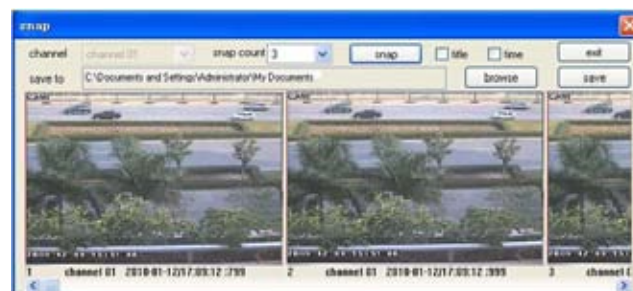 snap
channel channel 01 snap count 3 snap title time exit
save to C:\Documents and Settings\Administrator\My Documents browse save
1 channel 01 2010-01-12/17:09:12 :799 2 channel 01 2010-01-12/17:09:12 :999 3 channel